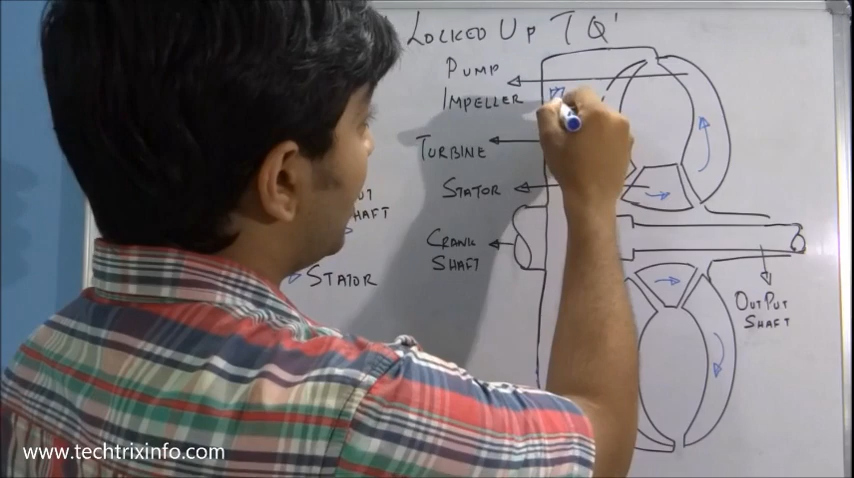 LOCKED UP TQ'
PUMP
IMPELLER
TURBINE
STATOR
CRANK
SHAFT
SHAFT
STATOR
OUTPUT
SHAFT
www.techtrixinfo.com